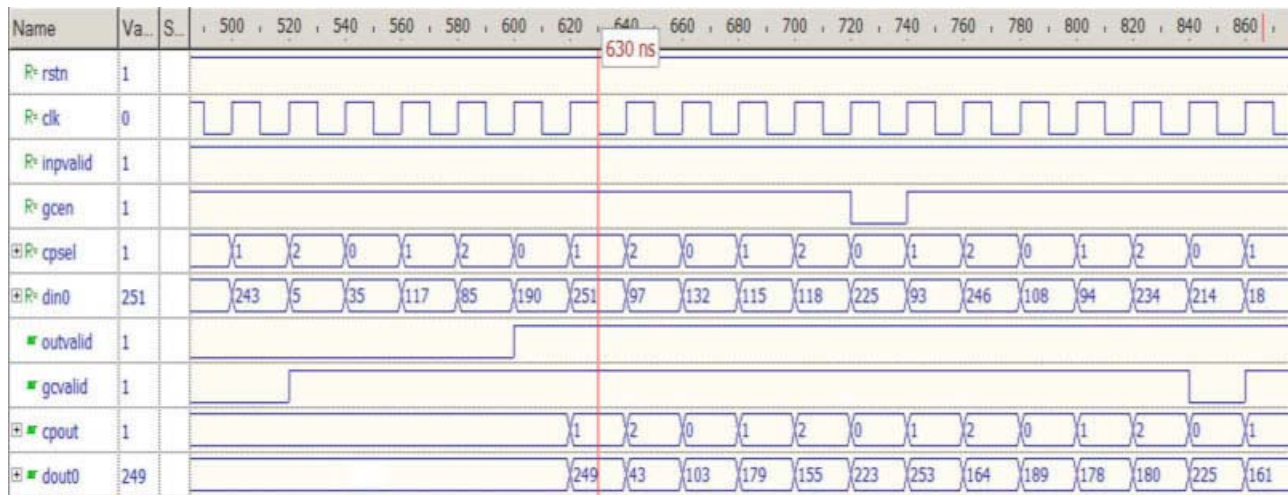 Name Va... S... 500 520 540 560 580 600 620 640 660 680 700 720 740 760 780 800 820 840 860
630 ns
rstn 1
clk 0
inpvalid 1
gcen 1
cpsel 1 1 2 0 1 2 0 1 2 0 1 2 0 1 2 0 1 2 0 1
din0 251 243 5 35 117 85 190 251 97 132 115 118 225 93 246 108 94 234 214 18
outvalid 1
gcvalid 1
cpout 1 1 2 0 1 2 0 1 2 0 1 2 0 1
dout0 249 249 43 103 179 155 223 253 164 189 178 180 225 161